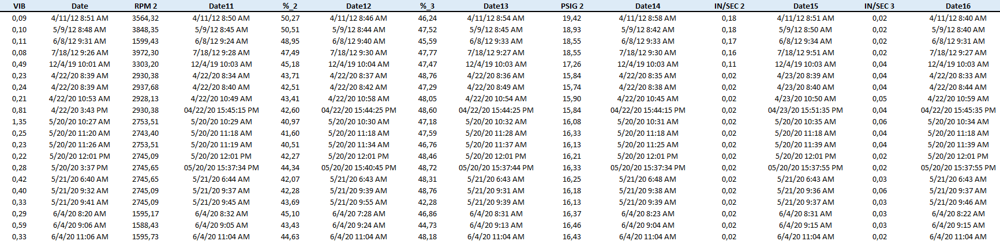 VIB Date RPM 2 Date11 %_2 Date12 %_3 Date13 PSIG 2 Date14 IN/SEC 2 Date15 IN/SEC 3 Date16
0,09 4/11/12 8:51 AM 3564,32 4/11/12 8:50 AM 50,27 4/11/12 8:46 AM 46,24 4/11/12 8:54 AM 19,42 4/11/12 8:58 AM 0,18 4/11/12 8:51 AM 0,02 4/11/12 8:40 AM
0,10 5/9/12 8:48 AM 3848,35 5/9/12 8:45 AM 50,51 5/9/12 8:44 AM 47,52 5/9/12 8:45 AM 18,93 5/9/12 8:42 AM 0,18 5/9/12 8:50 AM 0,02 5/9/12 8:40 AM
0,11 6/8/12 9:31 AM 1599,43 6/8/12 9:24 AM 48,95 6/8/12 9:40 AM 45,59 6/8/12 9:33 AM 18,55 6/8/12 9:33 AM 0,17 6/8/12 9:34 AM 0,02 6/8/12 9:31 AM
0,08 7/18/12 9:26 AM 3972,30 7/18/12 9:28 AM 47,49 7/18/12 9:30 AM 47,77 7/18/12 9:27 AM 18,55 7/18/12 9:30 AM 0,16 7/18/12 9:51 AM 0,02 7/18/12 9:27 AM
0,49 12/4/19 10:01 AM 3303,20 12/4/19 10:03 AM 45,18 12/4/19 10:04 AM 47,47 12/4/19 10:03 AM 17,26 12/4/19 10:03 AM 0,11 12/4/19 10:03 AM 0,04 12/4/19 10:03 AM
0,23 4/22/20 8:39 AM 2930,38 4/22/20 8:34 AM 43,71 4/22/20 8:37 AM 48,76 4/22/20 8:36 AM 15,84 4/22/20 8:35 AM 0,02 4/23/20 8:39 AM 0,04 4/22/20 8:33 AM
0,24 4/22/20 8:39 AM 2937,68 4/22/20 8:40 AM 42,51 4/22/20 8:42 AM 47,29 4/22/20 8:49 AM 15,74 4/22/20 8:38 AM 0,02 4/23/20 8:40 AM 0,04 4/22/20 8:44 AM
0,21 4/22/20 10:53 AM 2928,13 4/22/20 10:49 AM 43,41 4/22/20 10:58 AM 48,05 4/22/20 10:54 AM 15,90 4/22/20 10:45 AM 0,02 4/23/20 10:50 AM 0,05 4/22/20 10:59 AM
0,81 4/22/20 3:43 PM 2930,38 04/22/20 15:45:15 PM 42,60 04/22/20 15:44:25 PM 48,60 04/22/20 15:44:25 PM 15,84 04/22/20 15:44:15 PM 0,02 04/23/20 15:51:35 PM 0,04 04/22/20 15:45:35 PM
1,35 5/20/20 10:27 AM 2753,51 5/20/20 10:29 AM 40,97 5/20/20 10:30 AM 47,18 5/20/20 10:32 AM 16,08 5/20/20 10:31 AM 0,02 5/20/20 10:35 AM 0,06 5/20/20 10:34 AM
0,25 5/20/20 11:20 AM 2743,40 5/20/20 11:18 AM 41,60 5/20/20 11:18 AM 47,59 5/20/20 11:28 AM 16,33 5/20/20 11:18 AM 0,02 5/20/20 11:18 AM 0,04 5/20/20 11:18 AM
0,23 5/20/20 11:26 AM 2753,51 5/20/20 11:19 AM 40,51 5/20/20 11:34 AM 46,76 5/20/20 11:37 AM 16,13 5/20/20 11:25 AM 0,02 5/20/20 11:39 AM 0,04 5/20/20 11:39 AM
0,22 5/20/20 12:01 PM 2745,09 5/20/20 12:01 PM 42,27 5/20/20 12:01 PM 48,46 5/20/20 12:01 PM 16,21 5/20/20 12:01 PM 0,02 5/20/20 12:01 PM 0,02 5/20/20 12:01 PM
0,28 5/20/20 3:37 PM 2745,65 05/20/20 15:37:34 PM 44,34 05/20/20 15:40:45 PM 48,72 05/20/20 15:37:44 PM 16,33 05/20/20 15:37:34 PM 0,02 05/20/20 15:37:55 PM 0,02 05/20/20 15:37:55 PM
0,42 5/21/20 6:40 AM 2745,65 5/21/20 6:44 AM 42,07 5/21/20 6:43 AM 48,31 5/21/20 6:43 AM 16,25 5/21/20 6:48 AM 0,02 5/21/20 6:43 AM 0,03 5/21/20 6:43 AM
0,40 5/21/20 9:32 AM 2745,09 5/21/20 9:37 AM 42,28 5/21/20 9:39 AM 48,76 5/21/20 9:31 AM 16,18 5/21/20 9:38 AM 0,02 5/21/20 9:36 AM 0,06 5/21/20 9:37 AM
0,33 5/21/20 9:41 AM 2745,09 5/21/20 9:45 AM 43,69 5/21/20 9:55 AM 42,28 5/21/20 9:39 AM 16,13 5/21/20 9:39 AM 0,02 5/21/20 9:37 AM 0,03 5/21/20 9:46 AM
0,29 6/4/20 8:20 AM 1595,17 6/4/20 8:32 AM 45,10 6/4/20 7:28 AM 46,86 6/4/20 8:31 AM 16,37 6/4/20 8:23 AM 0,02 6/4/20 8:31 AM 0,03 6/4/20 8:22 AM
0,59 6/4/20 9:06 AM 1588,43 6/4/20 9:05 AM 43,43 6/4/20 9:24 AM 44,73 6/4/20 9:13 AM 16,46 6/4/20 9:04 AM 0,02 6/4/20 9:15 AM 0,03 6/4/20 9:15 AM
0,33 6/4/20 11:06 AM 1595,73 6/4/20 11:04 AM 44,63 6/4/20 11:04 AM 48,18 6/4/20 11:04 AM 16,43 6/4/20 11:04 AM 0,02 6/4/20 11:04 AM 0,02 6/4/20 11:04 AM